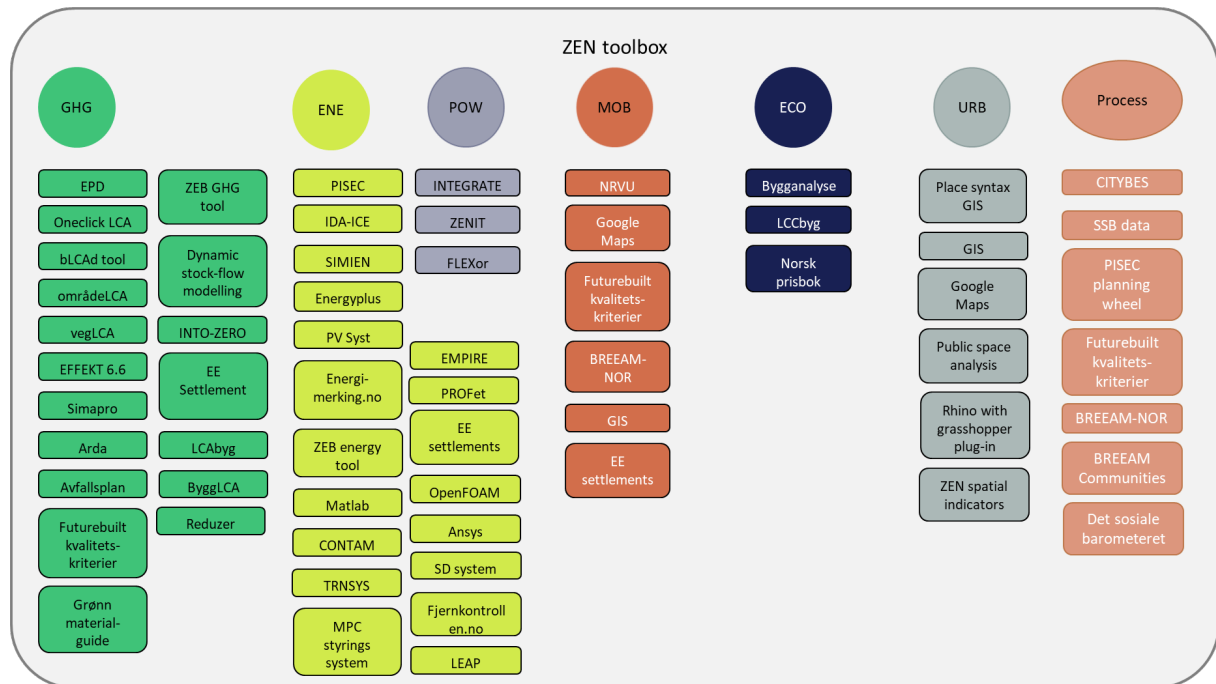 ZEN toolbox
GHG
ENE
POW
MOB
ECO
URB
Process
EPD
Oneclick LCA
bLCAd tool
områdeLCA
vegLCA
EFFEKT 6.6
Simapro
Arda
Avfallsplan
Futurebuilt
kvalitets-
kriterier
Grønn
material-
guide
ZEB GHG
tool
Dynamic
stock-flow
modelling
INTO-ZERO
EE
Settlement
LCAbyg
ByggLCA
Reduzer
PISEC
IDA-ICE
SIMIEN
Energyplus
PV Syst
Energi-
merking.no
ZEB energy
tool
Matlab
CONTAM
TRNSYS
MPC
styrings
system
INTEGRATE
ZENIT
FLEXor
EMPIRE
PROFet
EE
settlements
OpenFOAM
Ansys
SD system
Fjernkontroll
en.no
LEAP
NRVU
Google
Maps
Futurebuilt
kvalitets-
kriterier
BREEAM-
NOR
GIS
EE
settlements
Bygganalyse
LCCbyg
Norsk
prisbok
Place syntax
GIS
GIS
Google
Maps
Public space
analysis
Rhino with
grasshopper
plug-in
ZEN spatial
indicators
CITYBES
SSB data
PISEC
planning
wheel
Futurebuilt
kvalitets-
kriterier
BREEAM-NOR
BREEAM
Communities
Det sosiale
barometeret